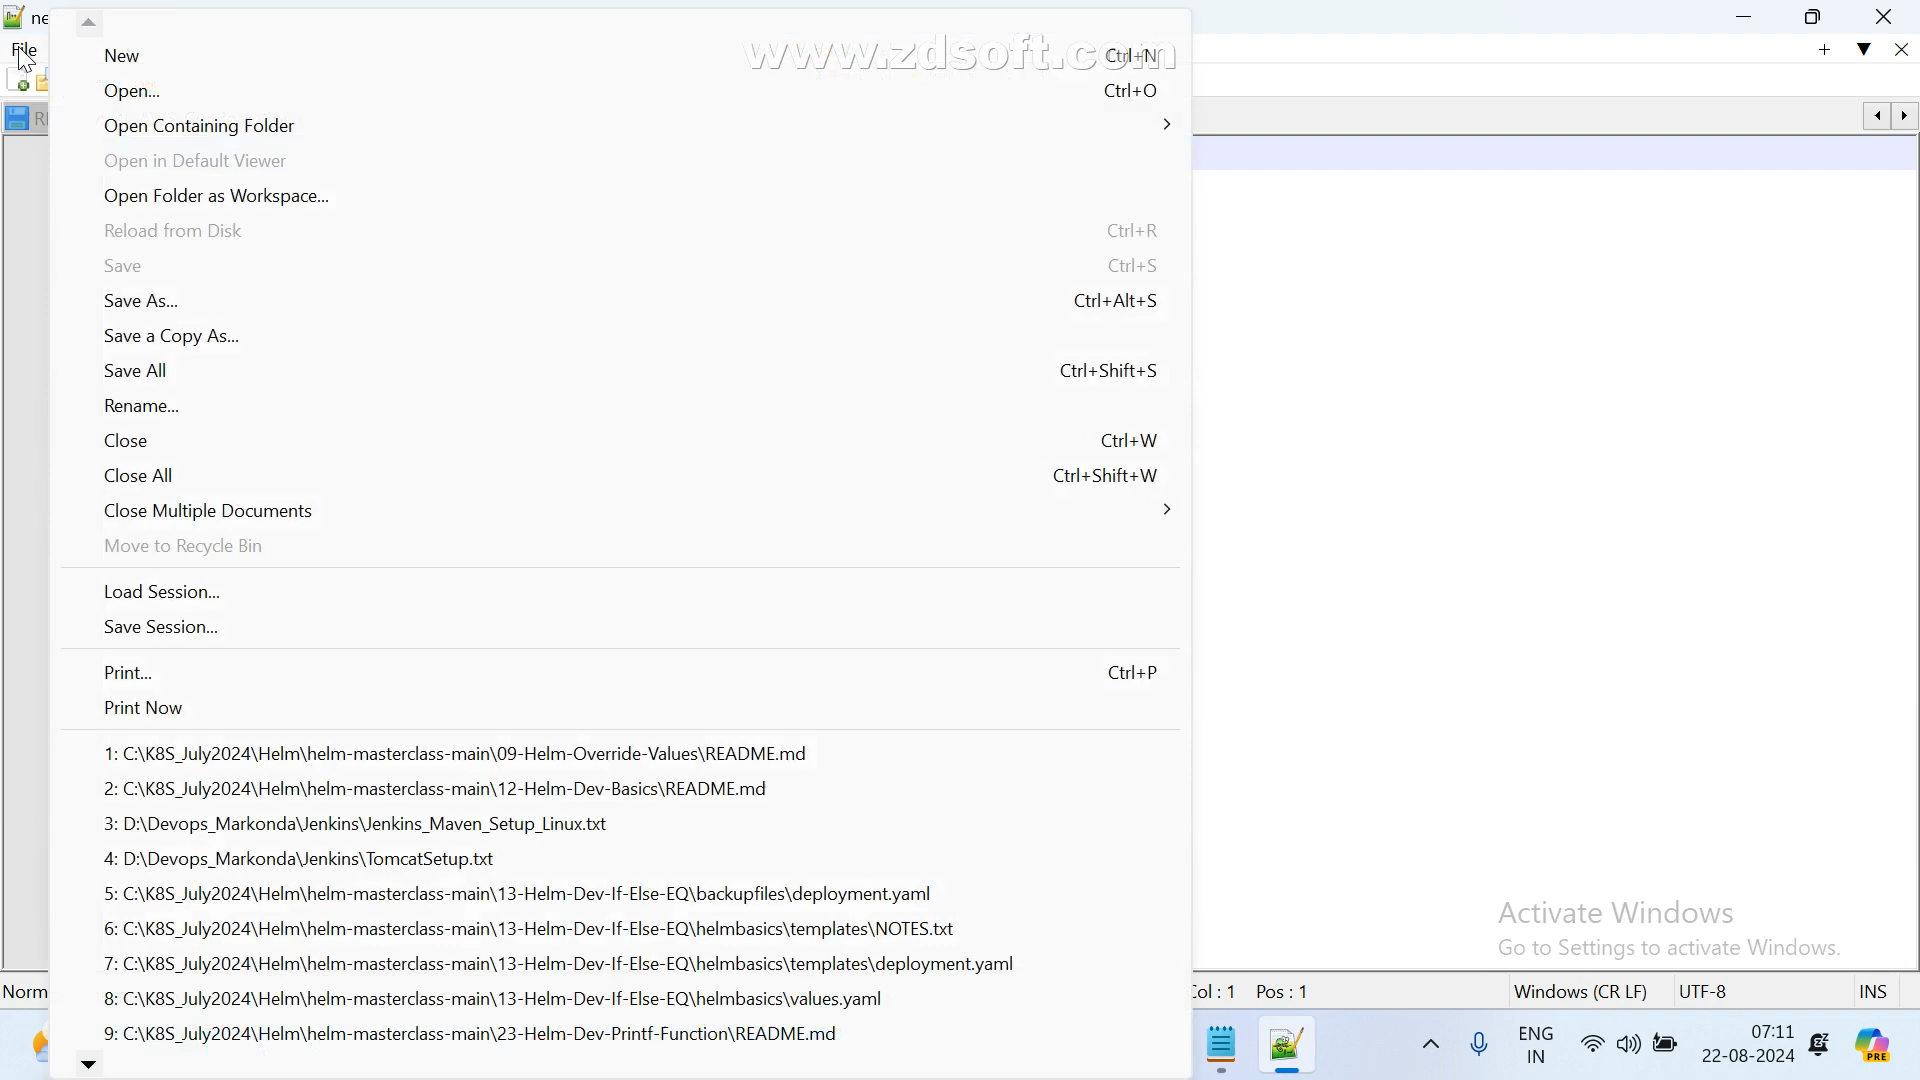 ne
File
www.zdsoft.com
New Ctrl+N
Open... Ctrl+O
Open Containing Folder
Open in Default Viewer
Open Folder as Workspace...
Reload from Disk Ctrl+R
Save Ctrl+S
Save As... Ctrl+Alt+S
Save a Copy As...
Save All Ctrl+Shift+S
Rename...
Close Ctrl+W
Close All Ctrl+Shift+W
Close Multiple Documents
Move to Recycle Bin
Load Session...
Save Session...
Print... Ctrl+P
Print Now
1: C:\K8S_July2024\Helm\helm-masterclass-main\09-Helm-Override-Values\README.md
2: C:\K8S_July2024\Helm\helm-masterclass-main\12-Helm-Dev-Basics\README.md
3: D:\Devops_Markonda\Jenkins\Jenkins_Maven_Setup_Linux.txt
4: D:\Devops_Markonda\Jenkins\TomcatSetup.txt
5: C:\K8S_July2024\Helm\helm-masterclass-main\13-Helm-Dev-If-Else-EQ\backupfiles\deployment.yaml
6: C:\K8S_July2024\Helm\helm-masterclass-main\13-Helm-Dev-If-Else-EQ\helmbasics\templates\NOTES.txt
7: C:\K8S_July2024\Helm\helm-masterclass-main\13-Helm-Dev-If-Else-EQ\helmbasics\templates\deployment.yaml
8: C:\K8S_July2024\Helm\helm-masterclass-main\13-Helm-Dev-If-Else-EQ\helmbasics\values.yaml
9: C:\K8S_July2024\Helm\helm-masterclass-main\23-Helm-Dev-Printf-Function\README.md
Activate Windows
Go to Settings to activate Windows.
Norm Col : 1 Pos : 1 Windows (CR LF) UTF-8 INS
ENG
IN
07:11
22-08-2024
PRE